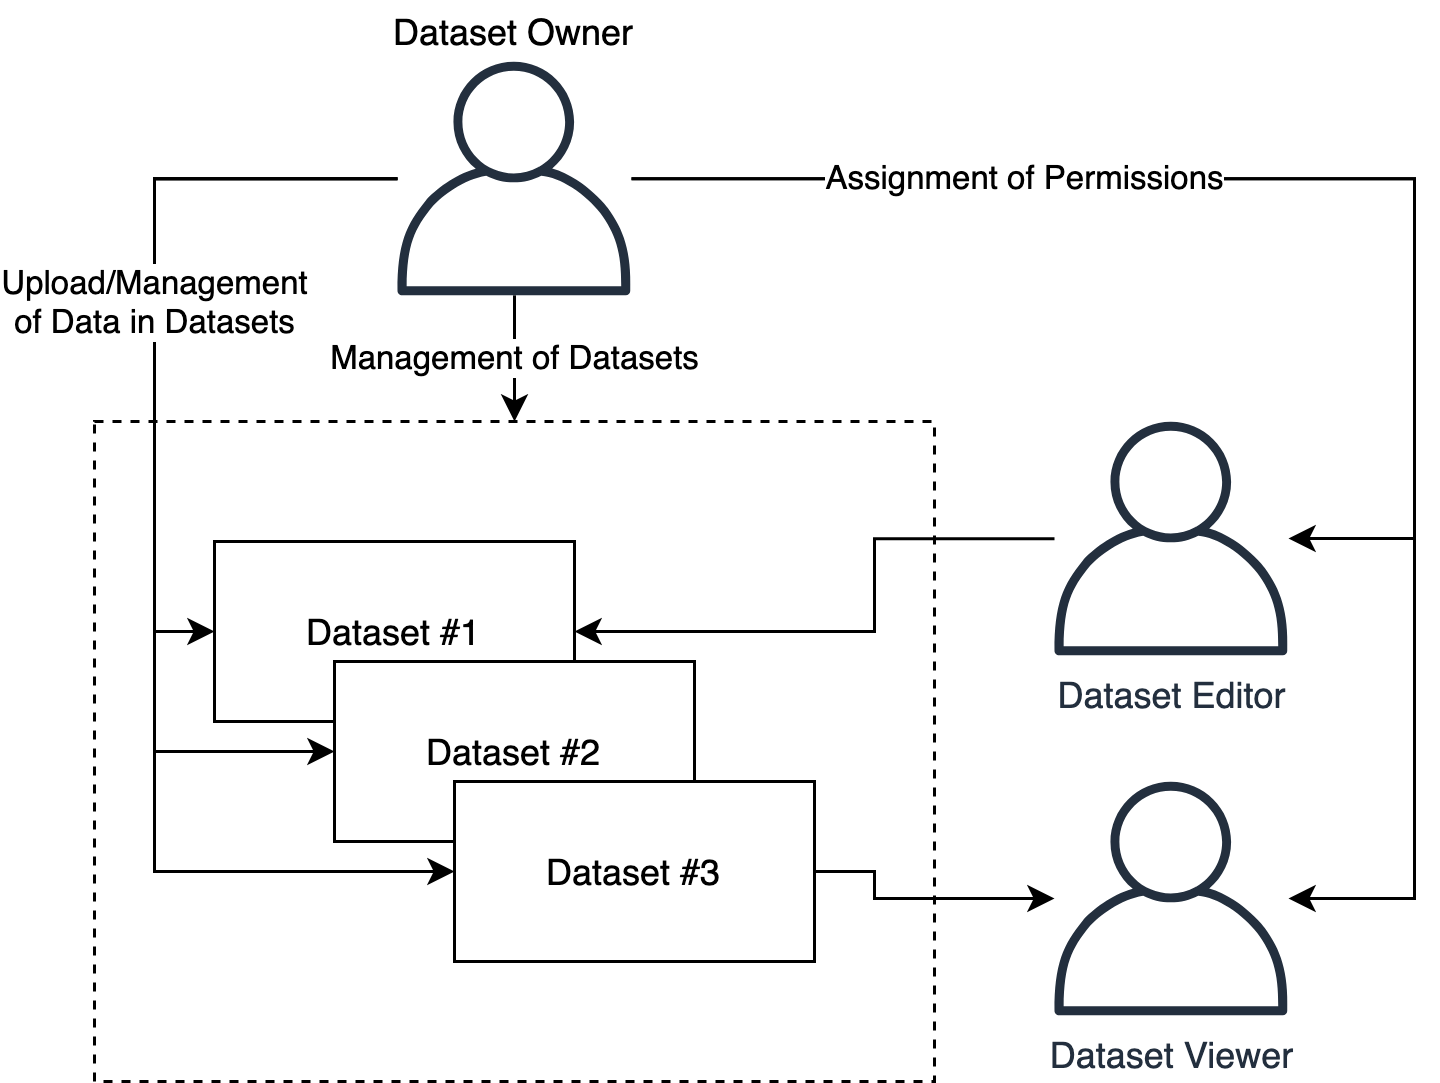 Dataset Owner
Assignment of Permissions
Upload/Management
of Data in Datasets
Management of Datasets
Dataset #1
Dataset Editor
Dataset #2
Dataset #3
Dataset Viewer